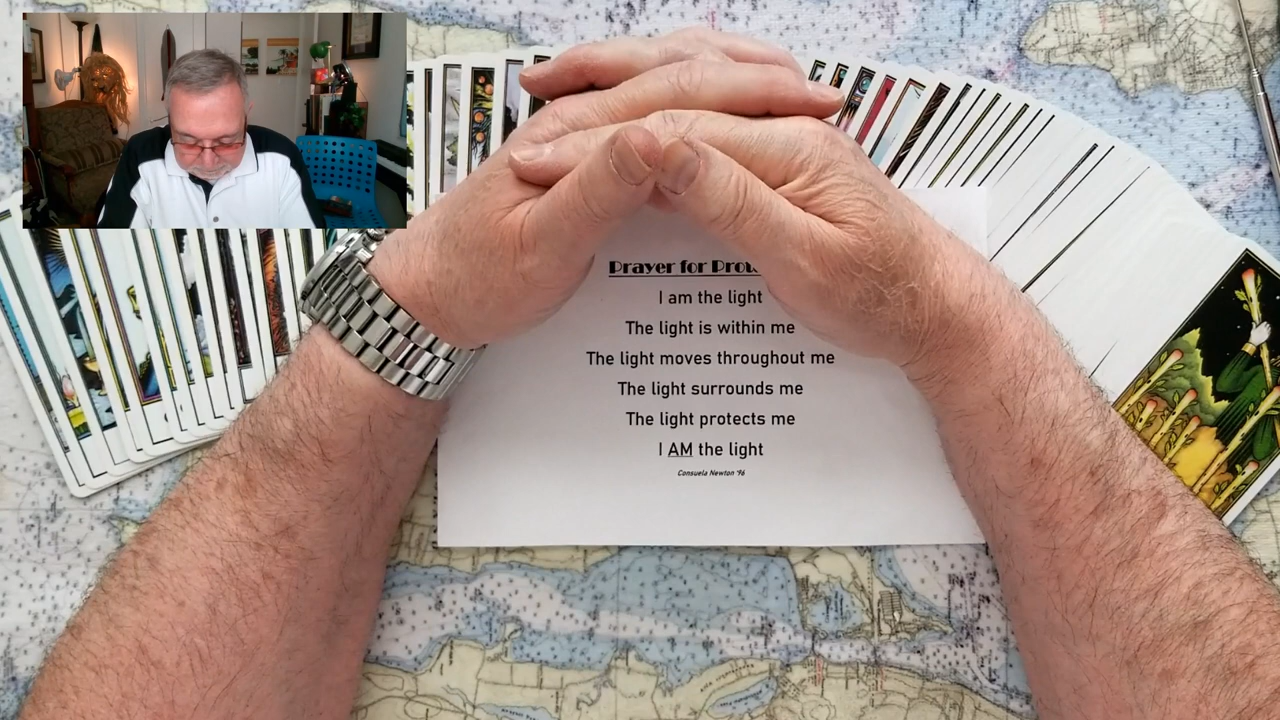 Prayer for
I am the light
The light is within me
The light moves throughout me
The light surrounds me
The light protects me
I AM the light
Consuela Newton '96